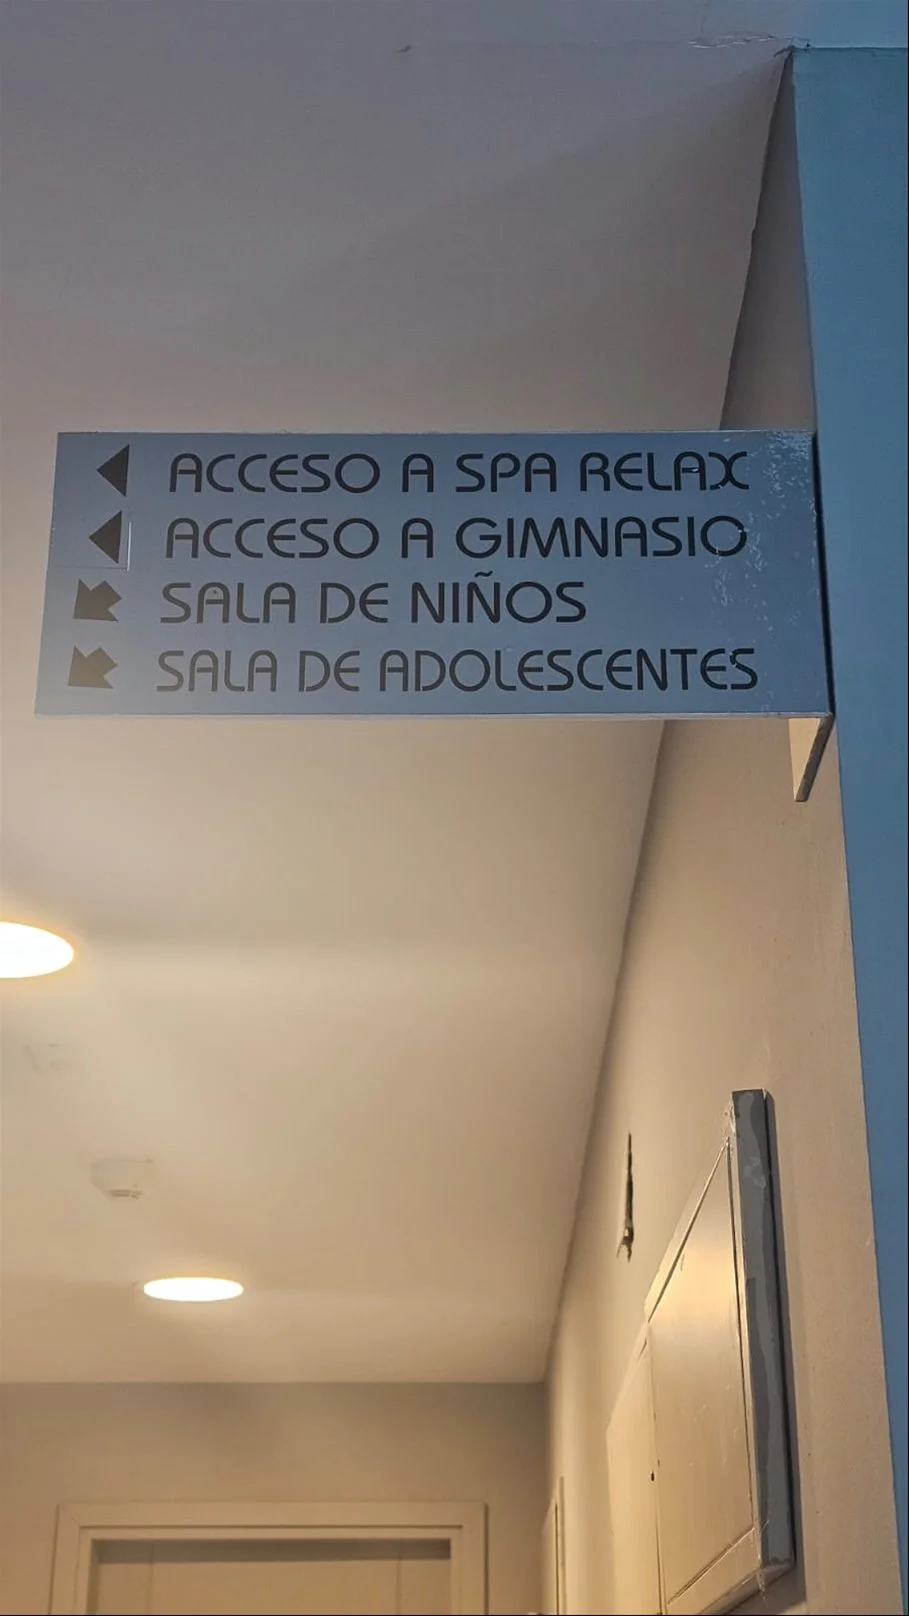 ACCESO A SPA RELAX
ACCESO A GIMNASIO
SALA DE NIÑOS
SALA DE ADOLESCENTES